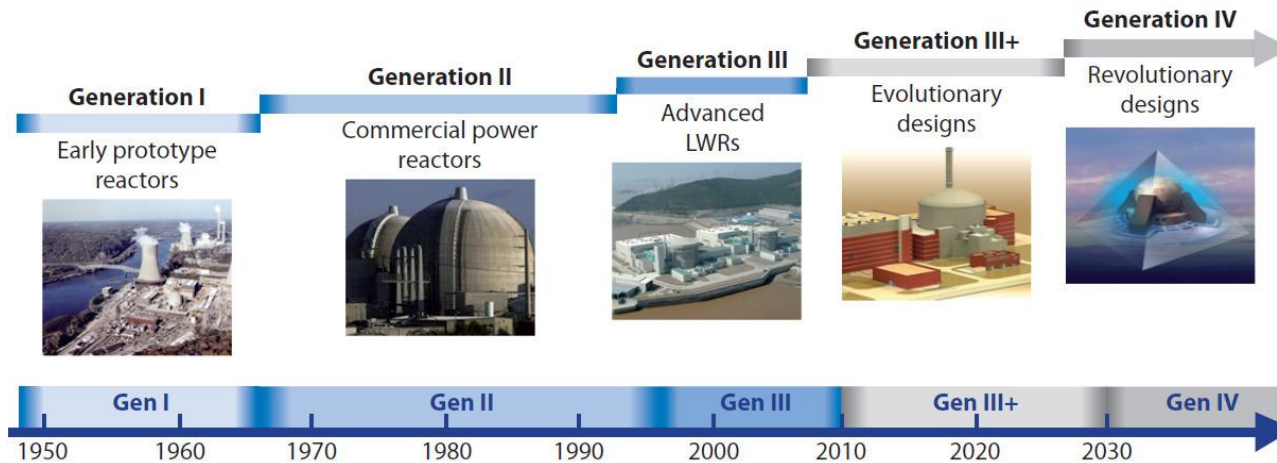 Generation I
Early prototype
reactors
Generation II
Commercial power
reactors
Generation III
Advanced
LWRs
Generation III+
Evolutionary
designs
Generation IV
Revolutionary
designs
Gen I
Gen II
Gen III
Gen III+
Gen IV
1950
1960
1970
1980
1990
2000
2010
2020
2030